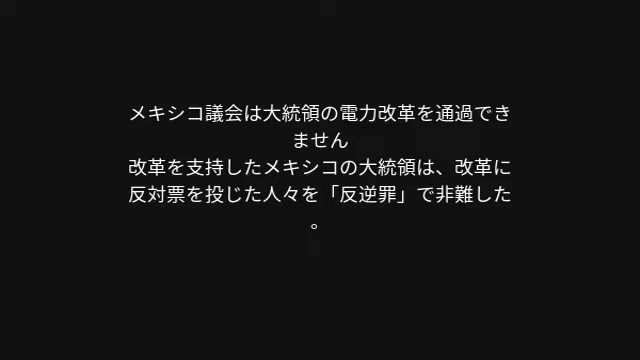 メキシコ議会は大統領の電力改革を通過でき
ません
改革を支持したメキシコの大統領は、改革に
反対票を投じた人々を「反逆罪」で非難した
。